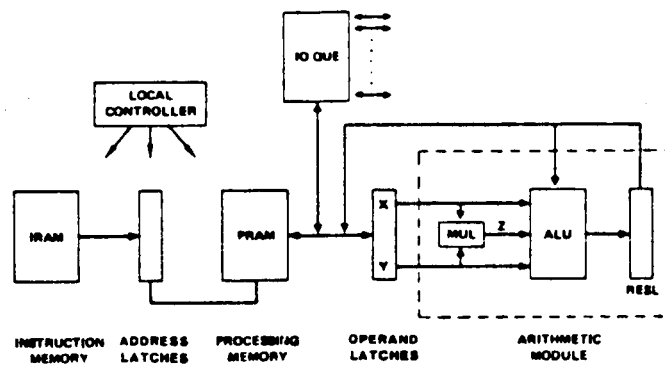 IO QUE
LOCAL
CONTROLLER
IRAM
PRAM
X
Y
MUL
Z
ALU
RESL
INSTRUCTION
MEMORY
ADDRESS
LATCHES
PROCESSING
MEMORY
OPERAND
LATCHES
ARITHMETIC
MODULE